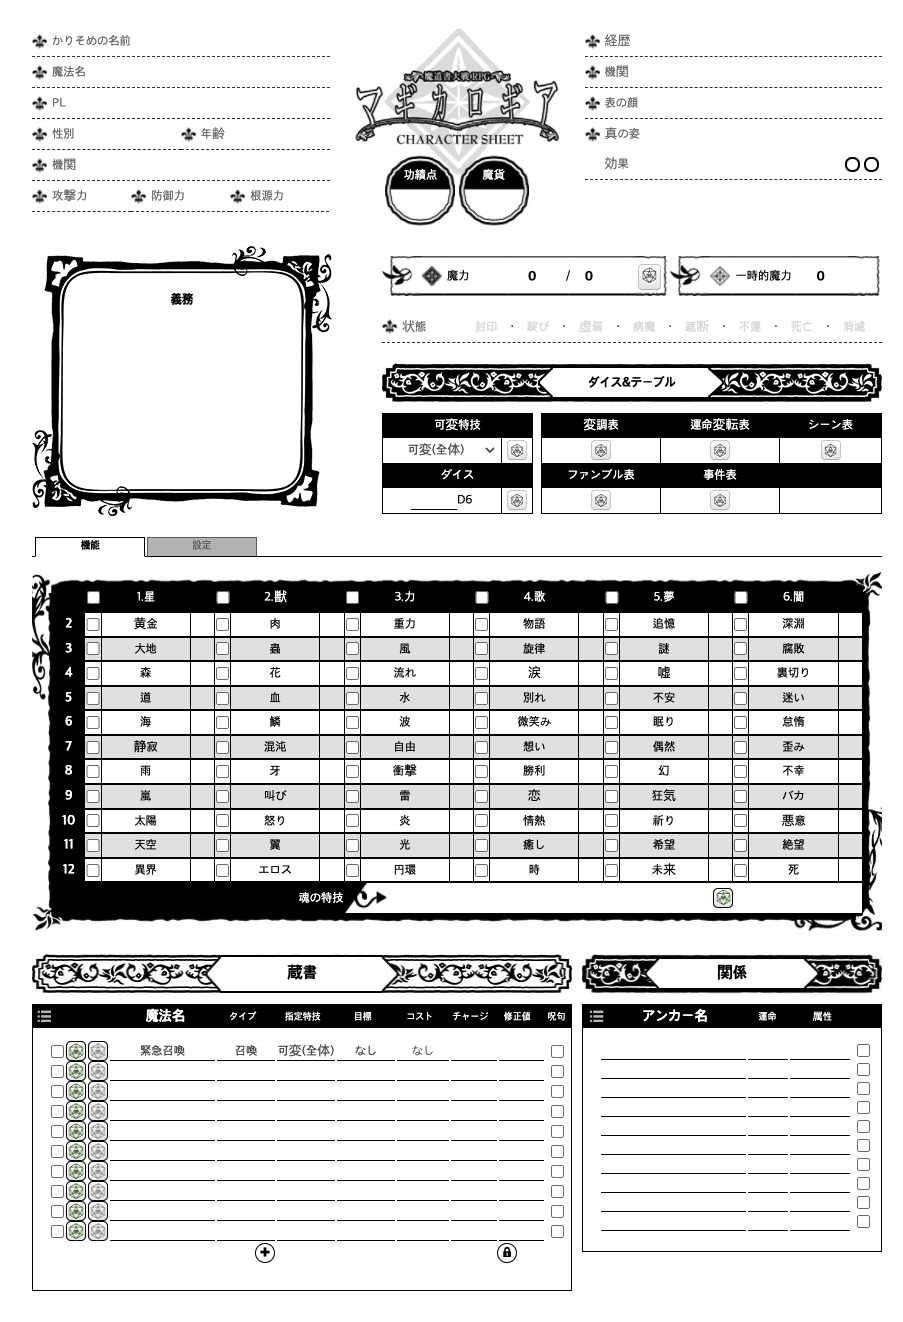 かりそめの名前
魔法名
PL
性別 年齢
機関
攻撃力 防御力 根源力
魔道書大戦RPG
マギカロギア
CHARACTER SHEET
功績点 魔貨
経歴
機関
表の顔
真の姿
効果
義務
魔力 0 / 0
一時的魔力 0
状態 封印 ・ 綻び ・ 虚弱 ・ 病魔 ・ 遮断 ・ 不運 ・ 死亡 ・ 消滅
ダイス&テーブル
可変特技 変調表 運命変転表 シーン表
可変(全体)
ダイス ファンブル表 事件表
D6
機能 設定
1.星 2.獣 3.力 4.歌 5.夢 6.闇
2 黄金 肉 重力 物語 追憶 深淵
3 大地 蟲 風 旋律 謎 腐敗
4 森 花 流れ 涙 嘘 裏切り
5 道 血 水 別れ 不安 迷い
6 海 鱗 波 微笑み 眠り 怠惰
7 静寂 混沌 自由 想い 偶然 歪み
8 雨 牙 衝撃 勝利 幻 不幸
9 嵐 叫び 雷 恋 狂気 バカ
10 太陽 怒り 炎 情熱 祈り 悪意
11 天空 翼 光 癒し 希望 絶望
12 異界 エロス 円環 時 未来 死
魂の特技
蔵書
魔法名 タイプ 指定特技 目標 コスト チャージ 修正値 呪句
緊急召喚 召喚 可変(全体) なし なし
関係
アンカー名 運命 属性